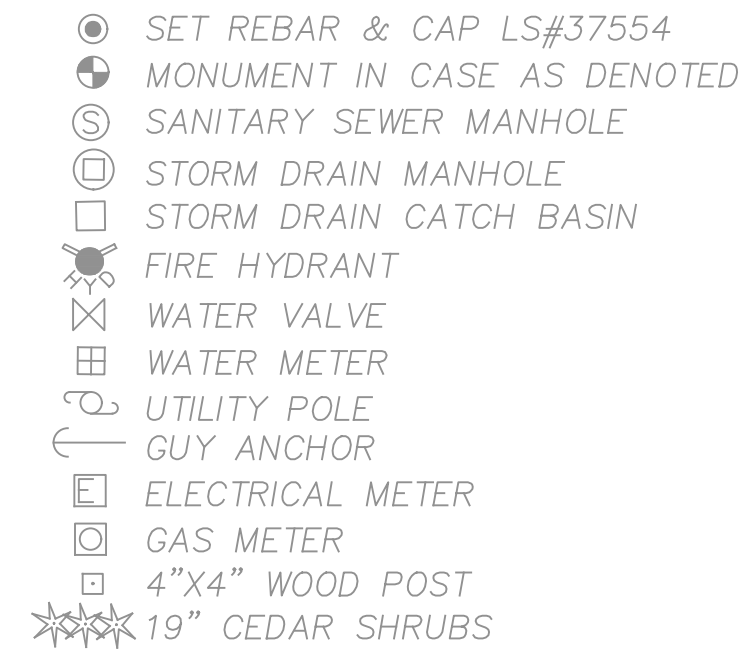 SET REBAR & CAP LS#37554
MONUMENT IN CASE AS DENOTED
S SANITARY SEWER MANHOLE
STORM DRAIN MANHOLE
STORM DRAIN CATCH BASIN
HYD FIRE HYDRANT
WATER VALVE
WATER METER
UTILITY POLE
GUY ANCHOR
E ELECTRICAL METER
GAS METER
4”X4” WOOD POST
19” CEDAR SHRUBS